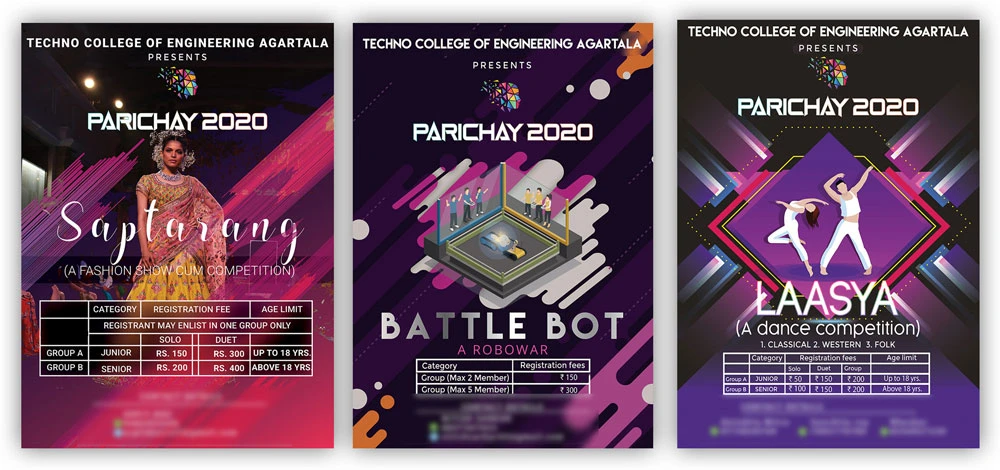 TECHNO COLLEGE OF ENGINEERING AGARTALA
PRESENTS
PARICHAY 2020
Saptarang
(A FASHION SHOW CUM COMPETITION)
CATEGORY REGISTRATION FEE AGE LIMIT
REGISTRANT MAY ENLIST IN ONE GROUP ONLY
SOLO DUET
GROUP A JUNIOR RS. 150 RS. 300 UP TO 18 YRS.
GROUP B SENIOR RS. 200 RS. 400 ABOVE 18 YRS
TECHNO COLLEGE OF ENGINEERING AGARTALA
PRESENTS
PARICHAY 2020
BATTLE BOT
A ROBOWAR
Category Registration fees
Group (Max 2 Member) ₹ 150
Group (Max 5 Member) ₹ 300
TECHNO COLLEGE OF ENGINEERING AGARTALA
PRESENTS
PARICHAY 2020
LAASYA
(A dance competition)
1. CLASSICAL 2. WESTERN 3. FOLK
Category Registration fees Age limit
Solo Duet Group
Group A JUNIOR ₹ 50 ₹ 150 ₹ 200 Up to 18 yrs.
Group B SENIOR ₹ 100 ₹ 150 ₹ 200 Above 18 yrs.